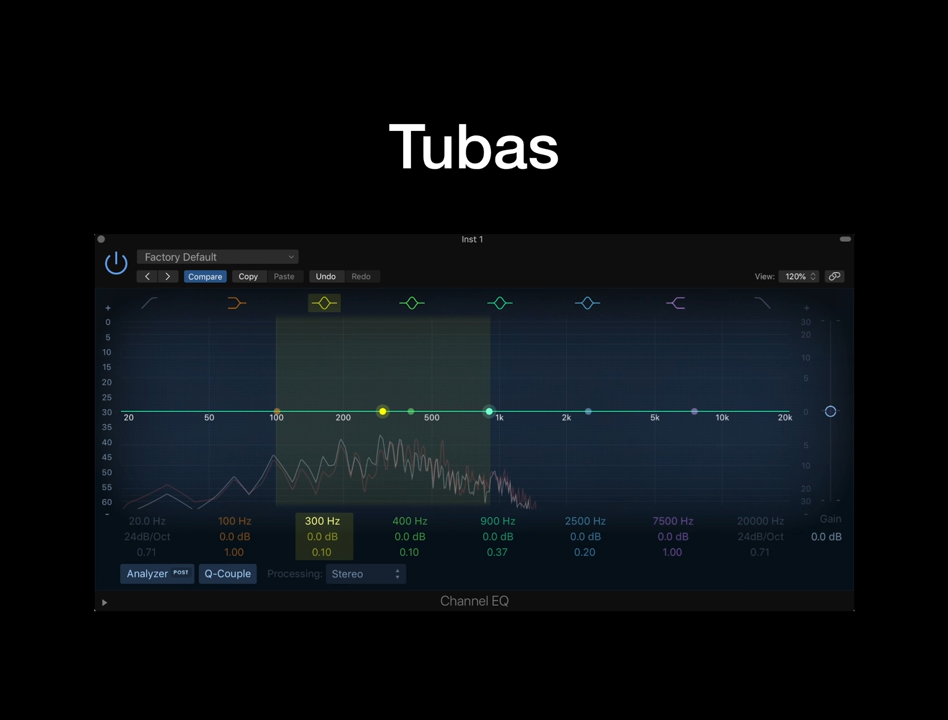 Tubas
Inst 1
Factory Default
Compare Copy Paste Undo Redo View: 120%
+ +
0 30
5 20
10 10
15 5
20
25
30 0
20 50 100 200 500 1k 2k 5k 10k 20k
35
40
45 5
50 10
55
60 20
- 30
-
20.0 Hz 100 Hz 300 Hz 400 Hz 900 Hz 2500 Hz 7500 Hz 20000 Hz Gain
24dB/Oct 0.0 dB 0.0 dB 0.0 dB 0.0 dB 0.0 dB 0.0 dB 24dB/Oct 0.0 dB
0.71 1.00 0.10 0.10 0.37 0.20 1.00 0.71
Analyzer POST Q-Couple Processing: Stereo
Channel EQ